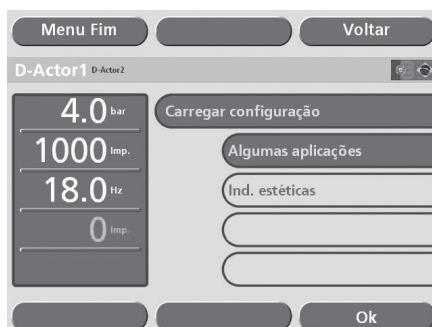 Menu Fim
Voltar
D-Actor1 D-Actor2
4.0 bar
Carregar configuração
1000 Imp.
Algumas aplicações
18.0 Hz
Ind. estéticas
0 Imp.
Ok